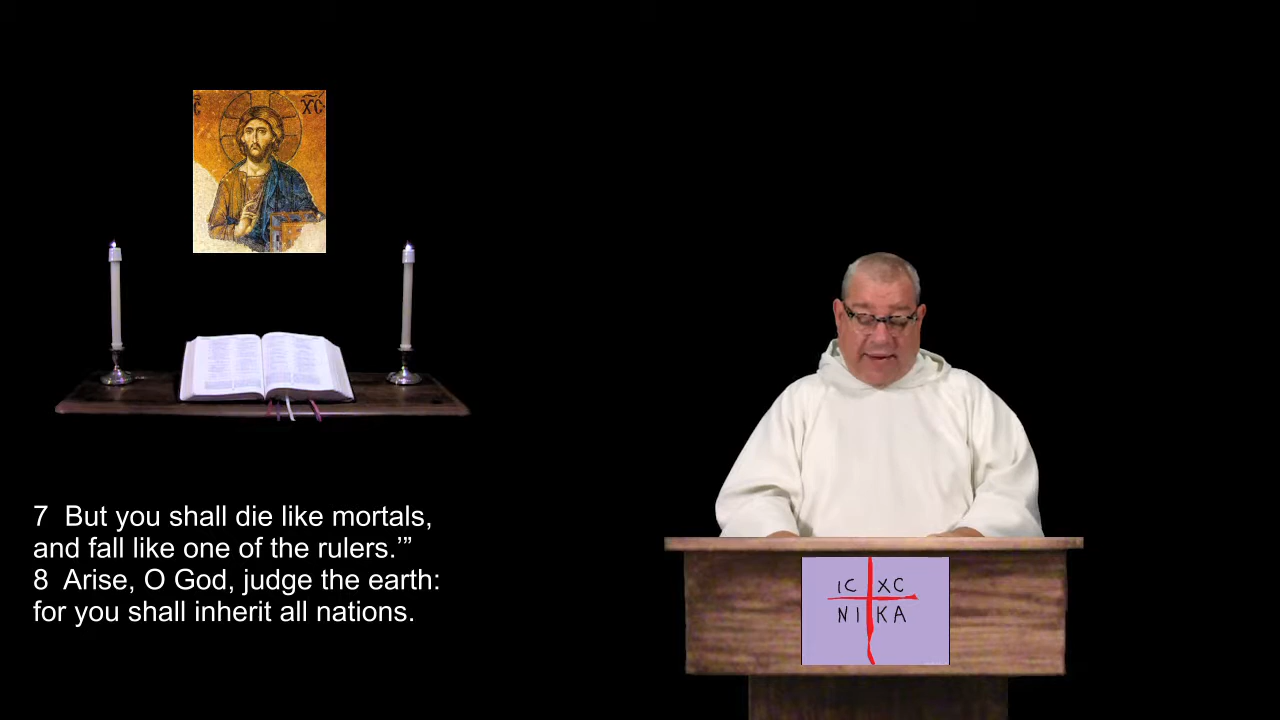 C XC
7 But you shall die like mortals,
and fall like one of the rulers.’”
8 Arise, O God, judge the earth:
for you shall inherit all nations.
IC XC
NI KA